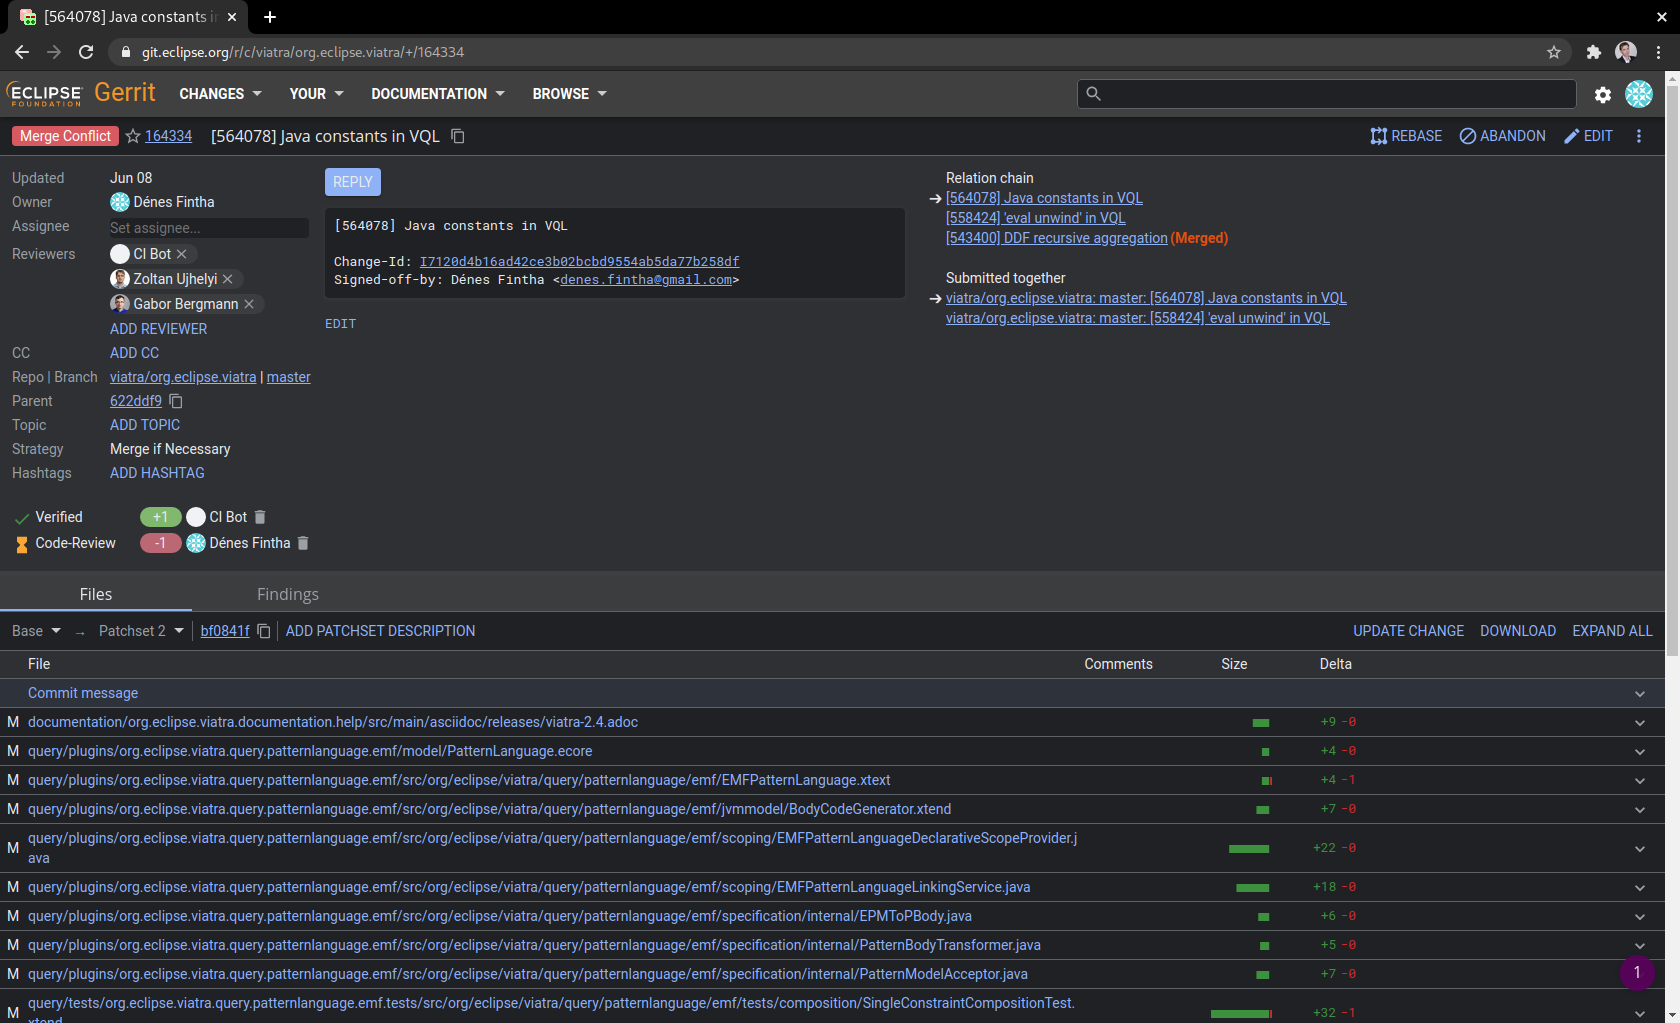 [564078] Java constants i
git.eclipse.org/r/c/viatra/org.eclipse.viatra/+/164334
ECLIPSE FOUNDATION Gerrit CHANGES YOUR DOCUMENTATION BROWSE
Merge Conflict 164334 [564078] Java constants in VQL REBASE ABANDON EDIT
Updated Jun 08
Owner Dénes Fintha
Assignee Set assignee...
Reviewers CI Bot
Zoltan Ujhelyi
Gabor Bergmann
ADD REVIEWER
CC ADD CC
Repo | Branch viatra/org.eclipse.viatra | master
Parent 622ddf9
Topic ADD TOPIC
Strategy Merge if Necessary
Hashtags ADD HASHTAG
Verified +1 CI Bot
Code-Review -1 Dénes Fintha
REPLY
[564078] Java constants in VQL
Change-Id: I7120d4b16ad42ce3b02bcbd9554ab5da77b258df
Signed-off-by: Dénes Fintha <denes.fintha@gmail.com>
EDIT
Relation chain
[564078] Java constants in VQL
[558424] 'eval unwind' in VQL
[543400] DDF recursive aggregation (Merged)
Submitted together
viatra/org.eclipse.viatra: master: [564078] Java constants in VQL
viatra/org.eclipse.viatra: master: [558424] 'eval unwind' in VQL
Files Findings
Base → Patchset 2 bf0841f ADD PATCHSET DESCRIPTION UPDATE CHANGE DOWNLOAD EXPAND ALL
File Comments Size Delta
Commit message
M documentation/org.eclipse.viatra.documentation.help/src/main/asciidoc/releases/viatra-2.4.adoc +9 -0
M query/plugins/org.eclipse.viatra.query.patternlanguage.emf/model/PatternLanguage.ecore +4 -0
M query/plugins/org.eclipse.viatra.query.patternlanguage.emf/src/org/eclipse/viatra/query/patternlanguage/emf/EMFPatternLanguage.xtext +4 -1
M query/plugins/org.eclipse.viatra.query.patternlanguage.emf/src/org/eclipse/viatra/query/patternlanguage/emf/jvmmodel/BodyCodeGenerator.xtend +7 -0
M query/plugins/org.eclipse.viatra.query.patternlanguage.emf/src/org/eclipse/viatra/query/patternlanguage/emf/scoping/EMFPatternLanguageDeclarativeScopeProvider.j
ava +22 -0
M query/plugins/org.eclipse.viatra.query.patternlanguage.emf/src/org/eclipse/viatra/query/patternlanguage/emf/scoping/EMFPatternLanguageLinkingService.java +18 -0
M query/plugins/org.eclipse.viatra.query.patternlanguage.emf/src/org/eclipse/viatra/query/patternlanguage/emf/specification/internal/EPMToPBody.java +6 -0
M query/plugins/org.eclipse.viatra.query.patternlanguage.emf/src/org/eclipse/viatra/query/patternlanguage/emf/specification/internal/PatternBodyTransformer.java +5 -0
M query/plugins/org.eclipse.viatra.query.patternlanguage.emf/src/org/eclipse/viatra/query/patternlanguage/emf/specification/internal/PatternModelAcceptor.java +7 -0
1
M query/tests/org.eclipse.viatra.query.patternlanguage.emf.tests/src/org/eclipse/viatra/query/patternlanguage/emf/tests/composition/SingleConstraintCompositionTest.
xtend +32 -1